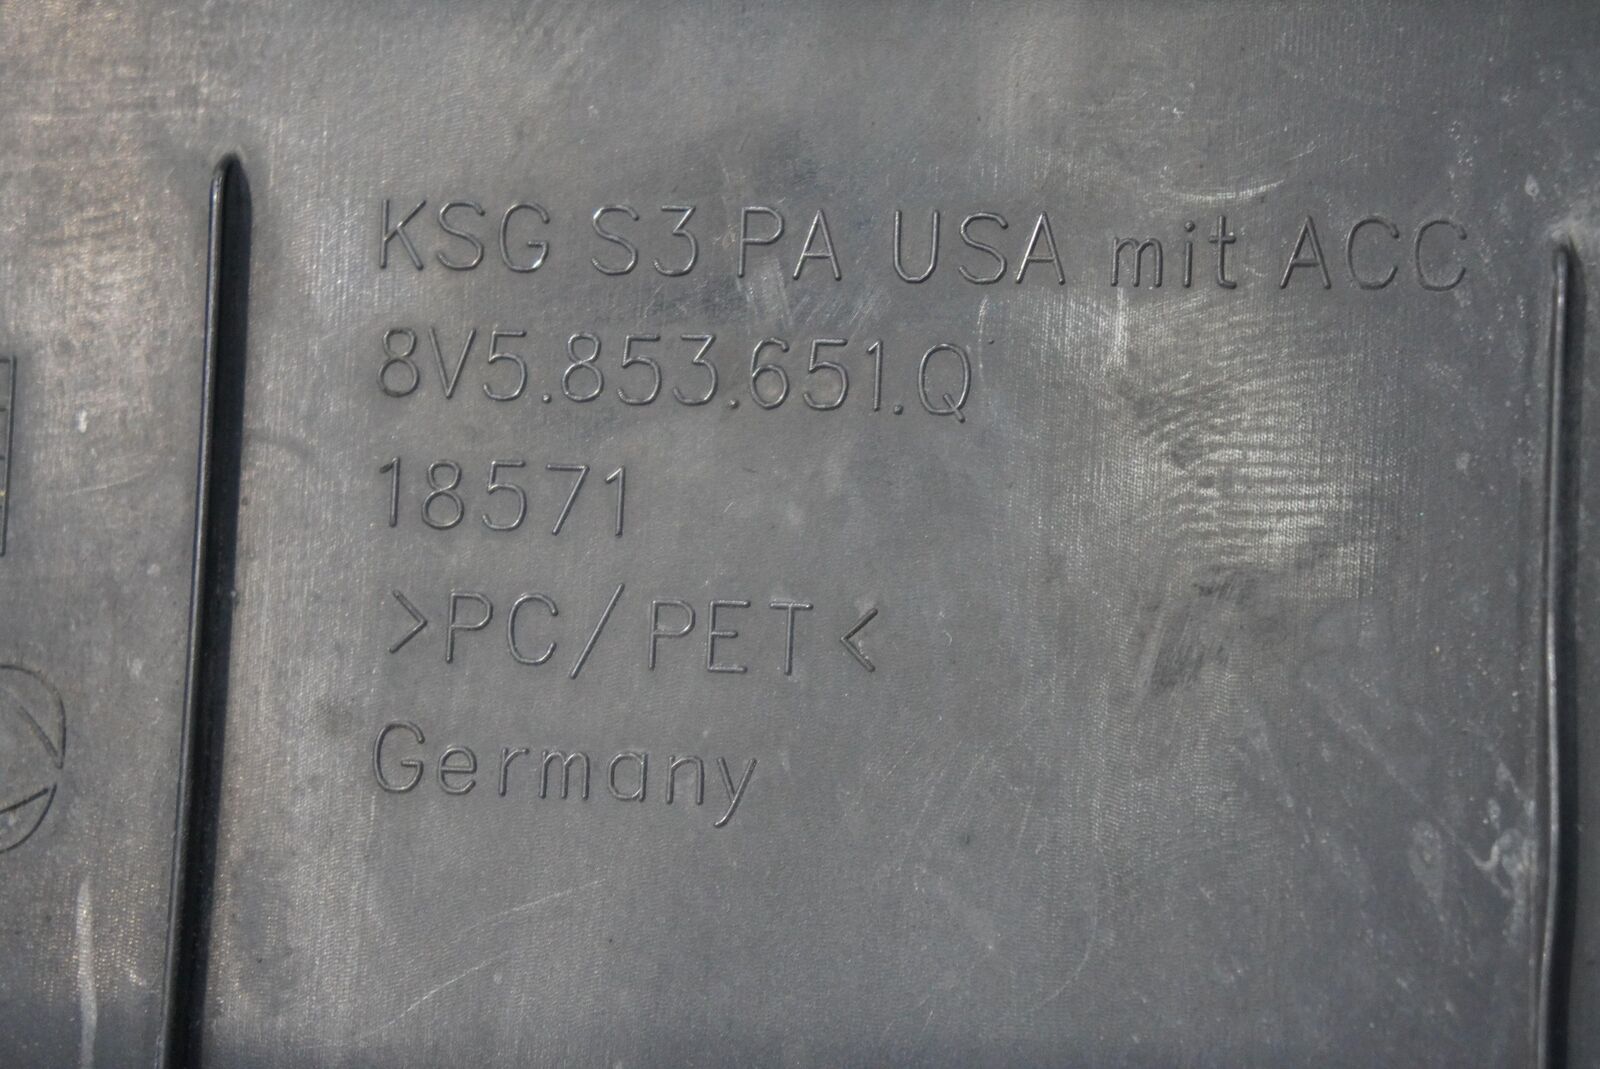 KSG S3 PA USA mit ACC
8V5.853.651.Q
18571
>PC/PET<
Germany